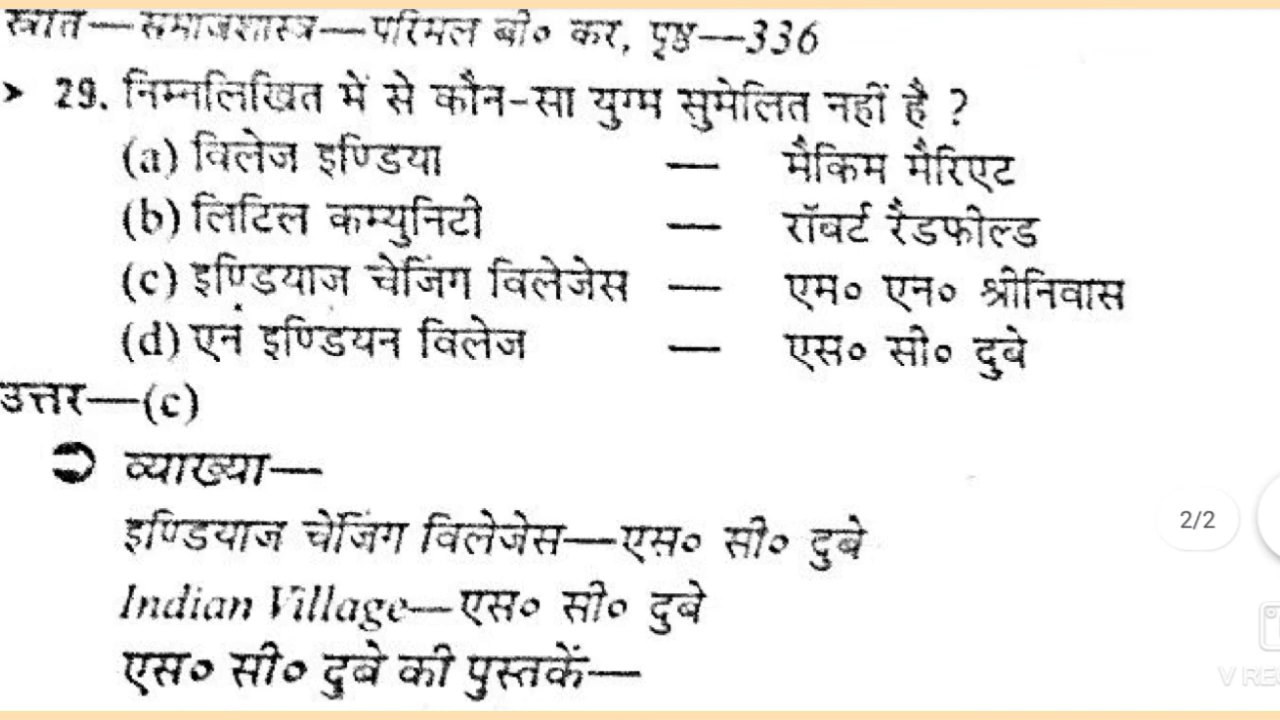 स्रोत—समाजशास्त्र—परिमल बी० कर, पृष्ठ—336
➤ 29. निम्नलिखित में से कौन-सा युग्म सुमेलित नहीं है ?
(a) विलेज इण्डिया — मैकिम मैरिएट
(b) लिटिल कम्युनिटी — रॉबर्ट रैडफील्ड
(c) इण्डियाज चेंजिंग विलेजेस — एम० एन० श्रीनिवास
(d) एन इण्डियन विलेज — एस० सी० दुबे
उत्तर—(c)
➲ व्याख्या—
इण्डियाज चेंजिंग विलेजेस—एस० सी० दुबे
2/2
Indian Village—एस० सी० दुबे
एस० सी० दुबे की पुस्तकें—
V RE